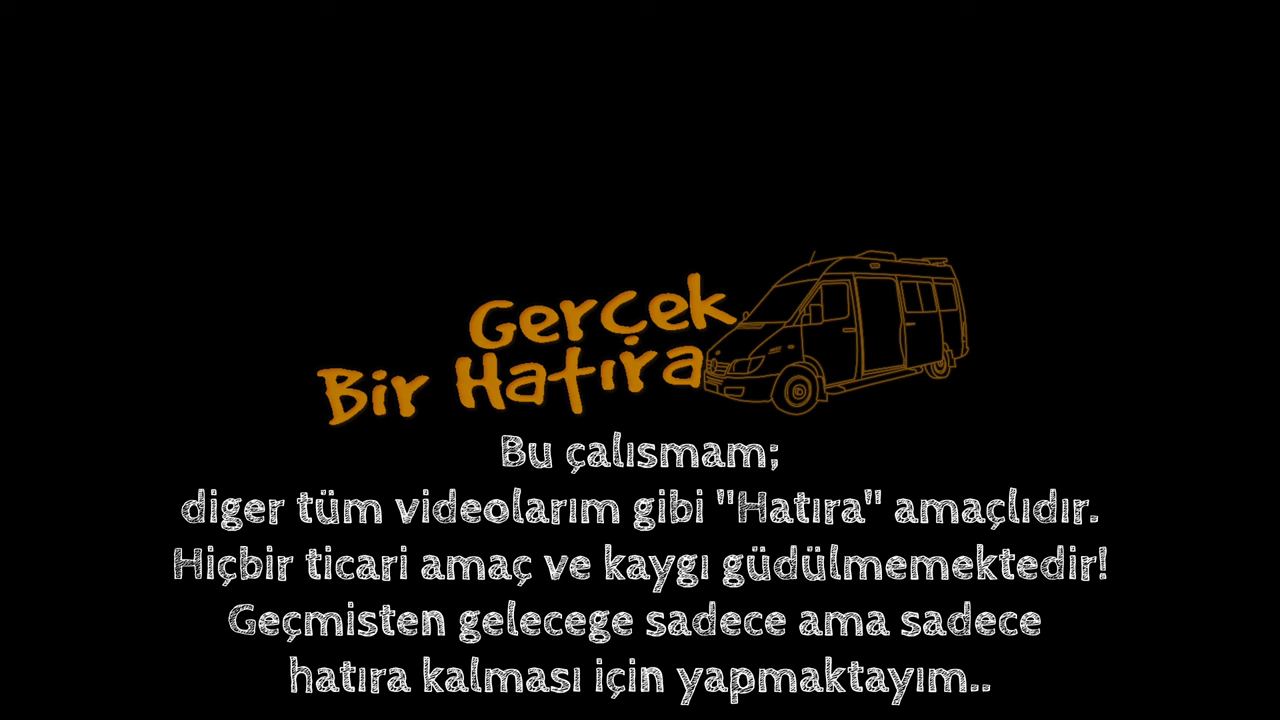 Gerçek
Bir Hatıra
Bu çalısmam;
diger tüm videolarım gibi "Hatıra" amaçlıdır.
Hiçbir ticari amaç ve kaygı güdülmemektedir!
Geçmisten gelecege sadece ama sadece
hatıra kalması için yapmaktayım..